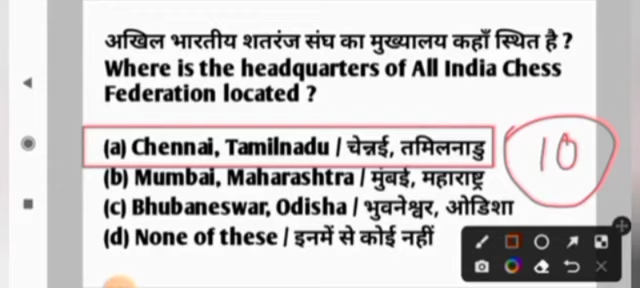 अखिल भारतीय शतरंज संघ का मुख्यालय कहाँ स्थित है ?
Where is the headquarters of All India Chess
Federation located ?
(a) Chennai, Tamilnadu / चेन्नई, तमिलनाडु
10
(b) Mumbai, Maharashtra / मुंबई, महाराष्ट्र
(c) Bhubaneswar, Odisha / भुवनेश्वर, ओडिशा
(d) None of these / इनमें से कोई नहीं